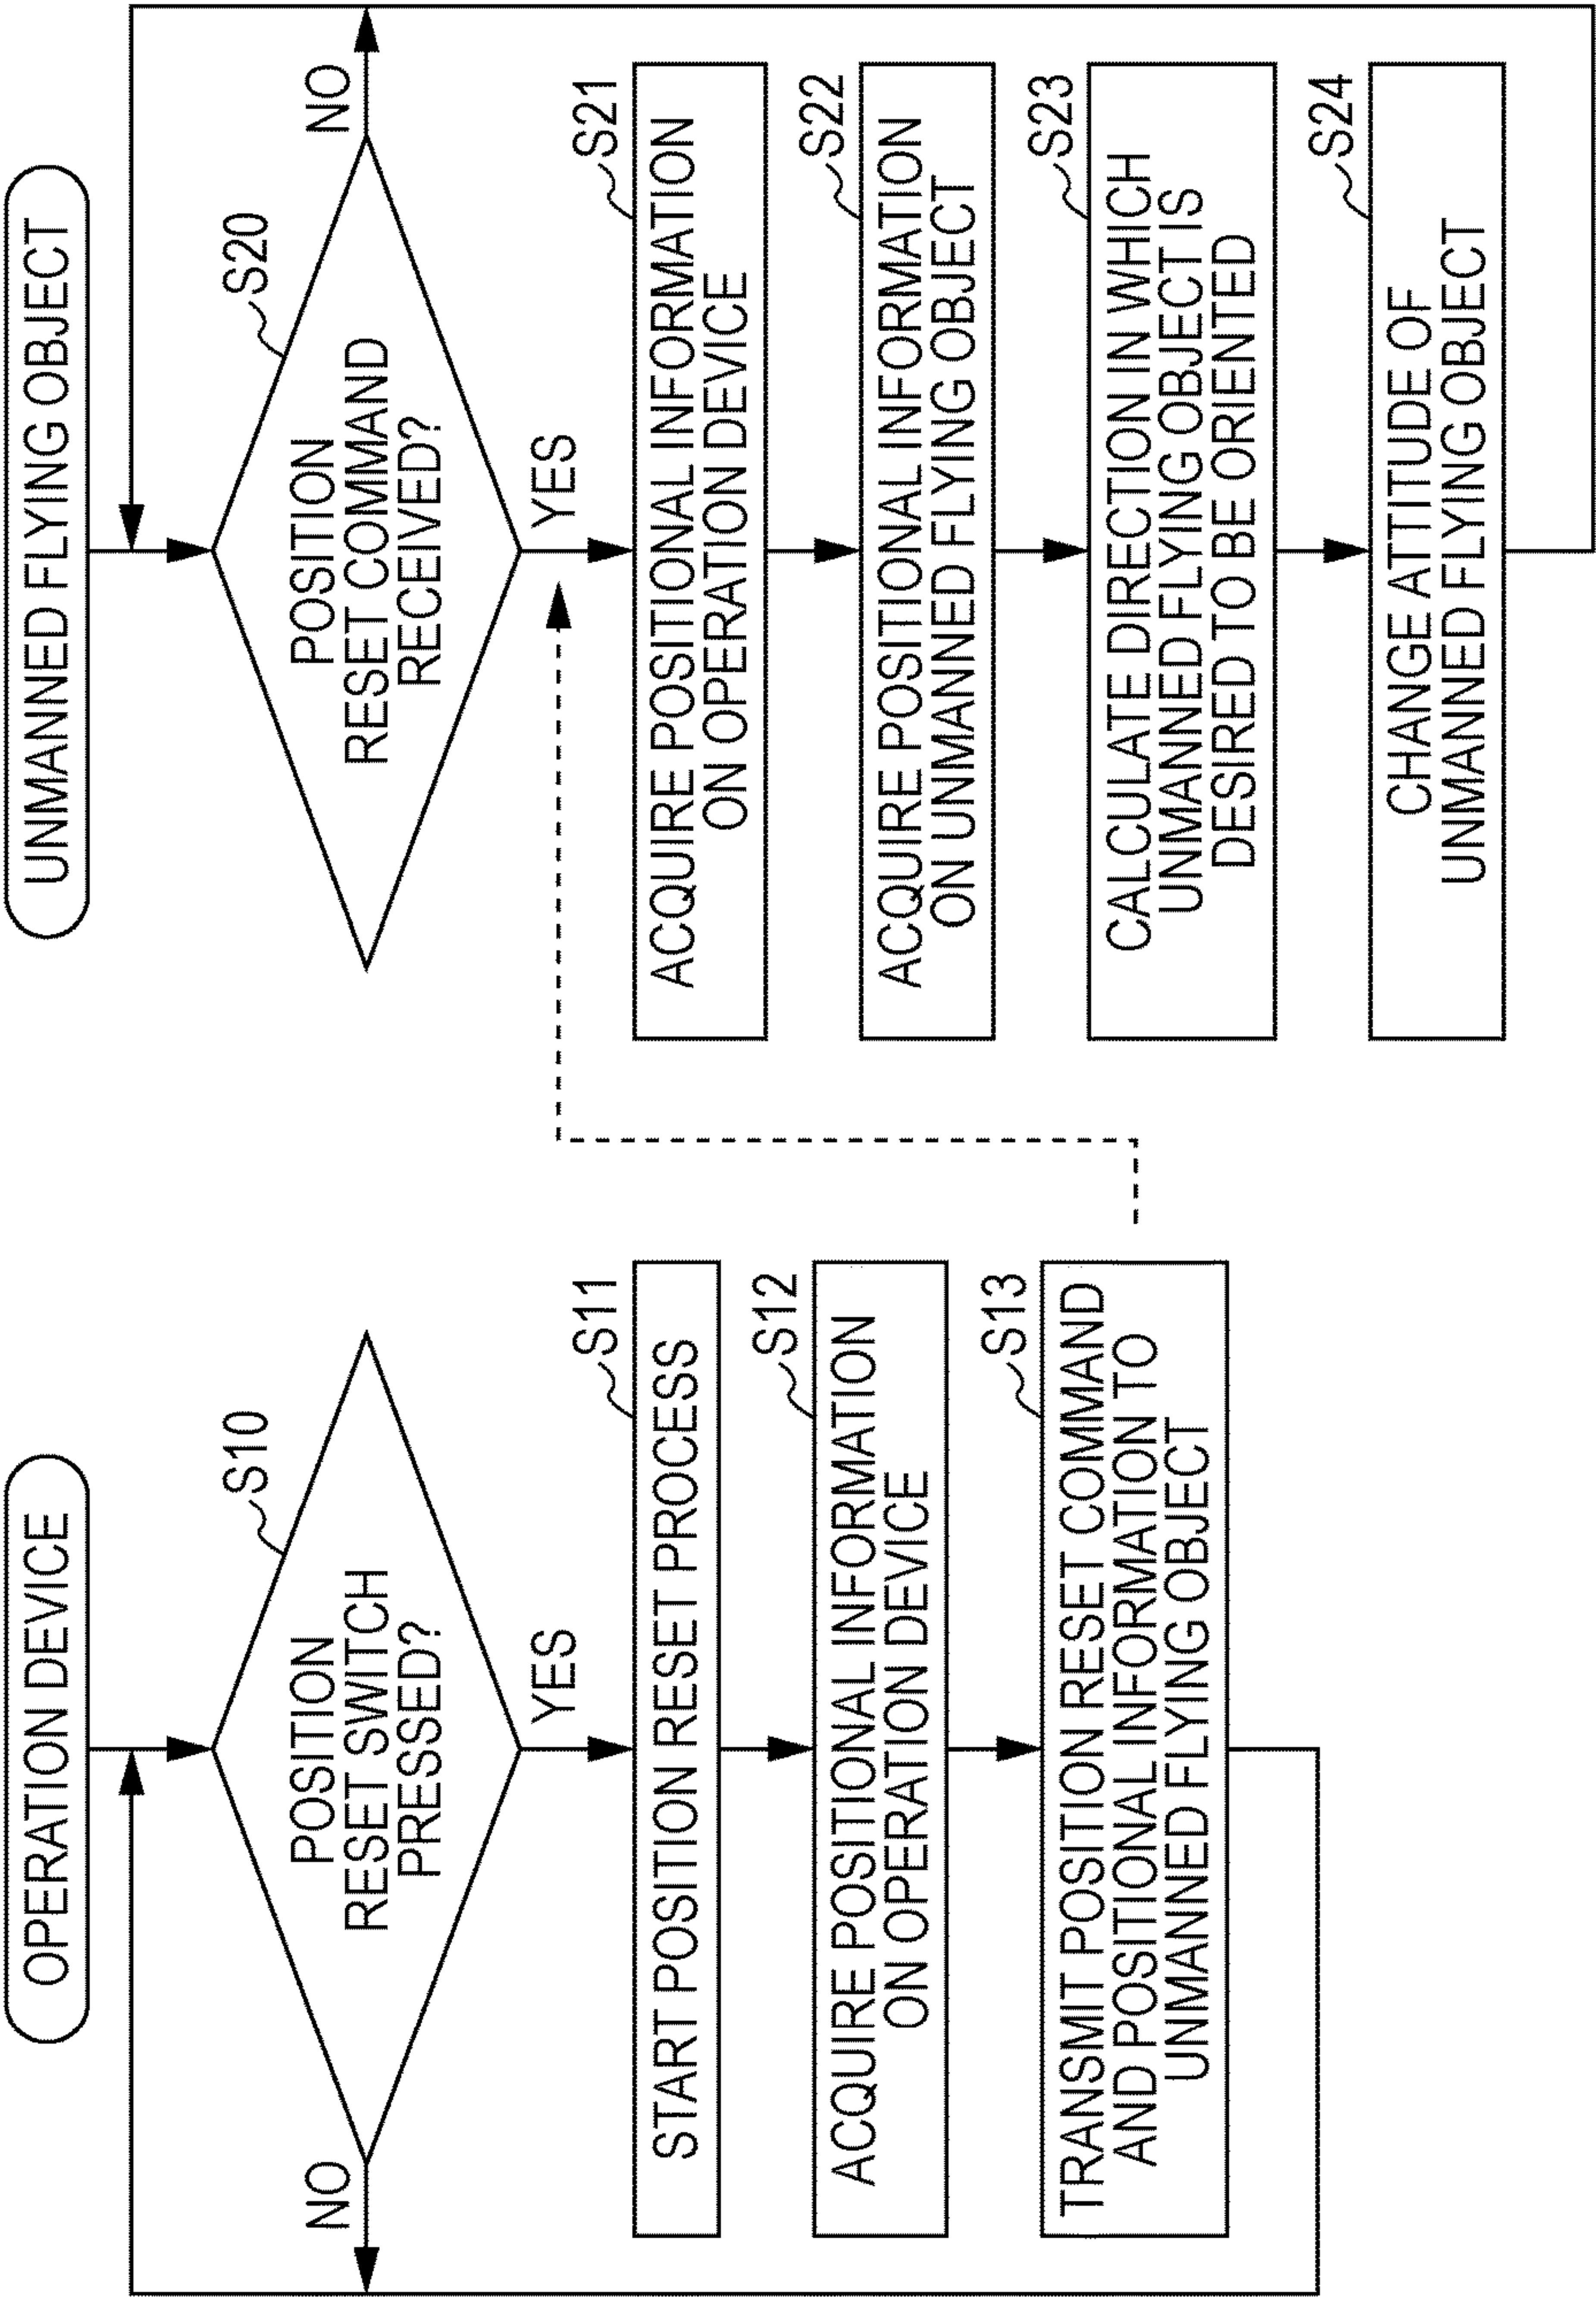 OPERATION DEVICE
S10
POSITION
RESET SWITCH
PRESSED?
NO
YES
S11
START POSITION RESET PROCESS
S12
ACQUIRE POSITIONAL INFORMATION
ON OPERATION DEVICE
S13
TRANSMIT POSITION RESET COMMAND
AND POSITIONAL INFORMATION TO
UNMANNED FLYING OBJECT
UNMANNED FLYING OBJECT
S20
POSITION
RESET COMMAND
RECEIVED?
NO
YES
S21
ACQUIRE POSITIONAL INFORMATION
ON OPERATION DEVICE
S22
ACQUIRE POSITIONAL INFORMATION
ON UNMANNED FLYING OBJECT
S23
CALCULATE DIRECTION IN WHICH
UNMANNED FLYING OBJECT IS
DESIRED TO BE ORIENTED
S24
CHANGE ATTITUDE OF
UNMANNED FLYING OBJECT